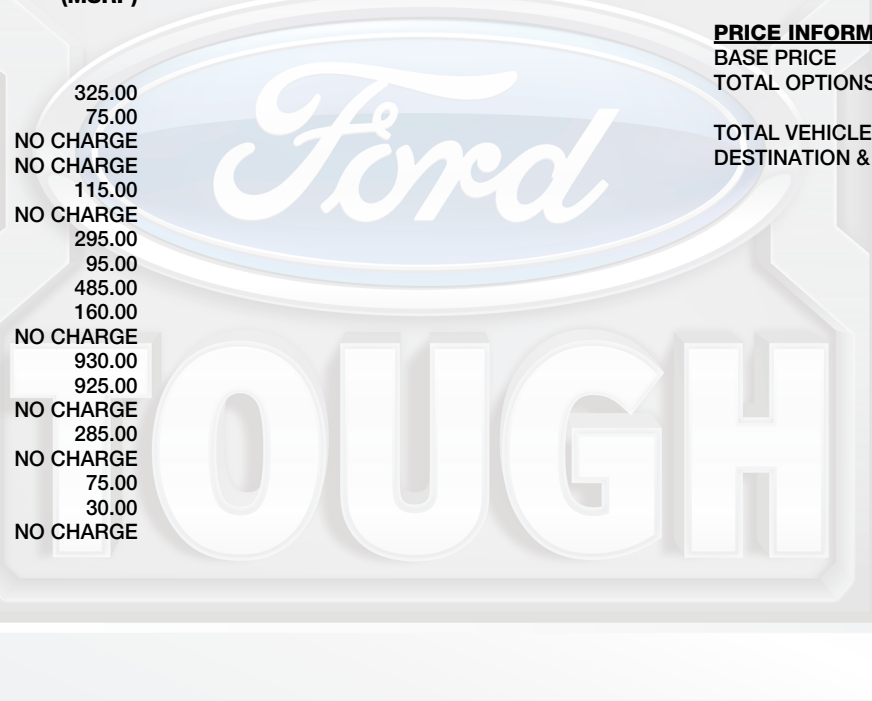 (MSRP)
325.00
75.00
NO CHARGE
NO CHARGE
115.00
NO CHARGE
295.00
95.00
485.00
160.00
NO CHARGE
930.00
925.00
NO CHARGE
285.00
NO CHARGE
75.00
30.00
NO CHARGE
PRICE INFORM
BASE PRICE
TOTAL OPTIONS
TOTAL VEHICLE
DESTINATION &
Ford
TOUGH